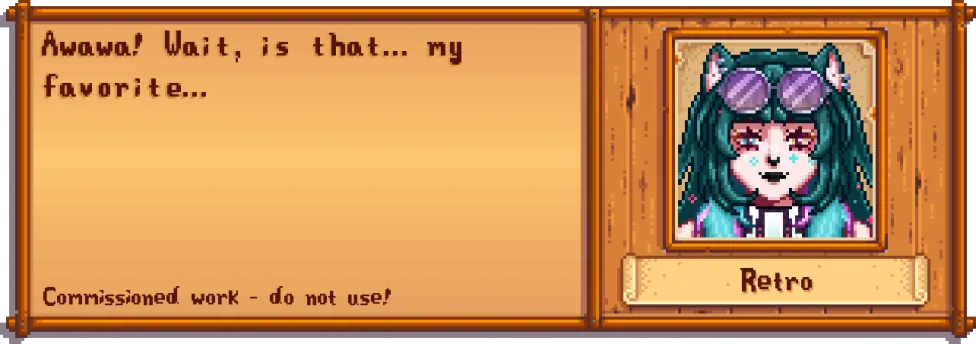 Awawa! Wait, is that... my
favorite...
Commissioned work - do not use!
Retro